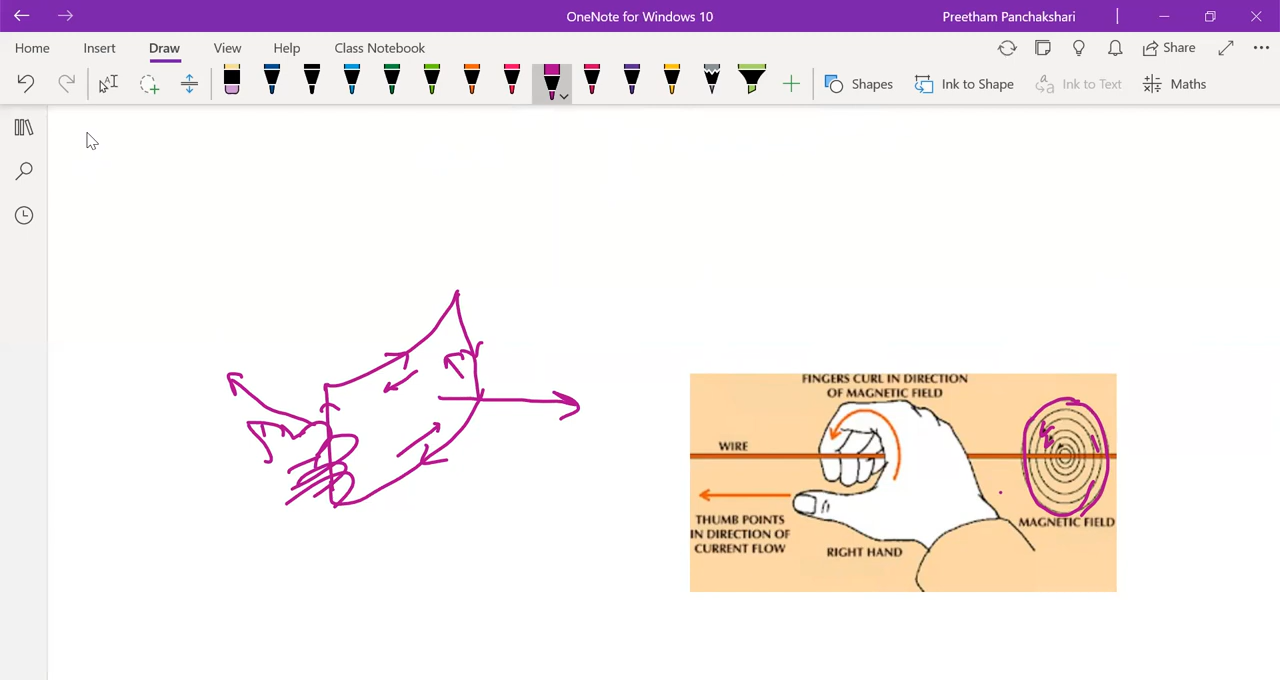 OneNote for Windows 10
Preetham Panchakshari
Home Insert Draw View Help Class Notebook Share
Shapes Ink to Shape Ink to Text Maths
FINGERS CURL IN DIRECTION
OF MAGNETIC FIELD
WIRE
THUMB POINTS
IN DIRECTION OF
CURRENT FLOW
RIGHT HAND
MAGNETIC FIELD